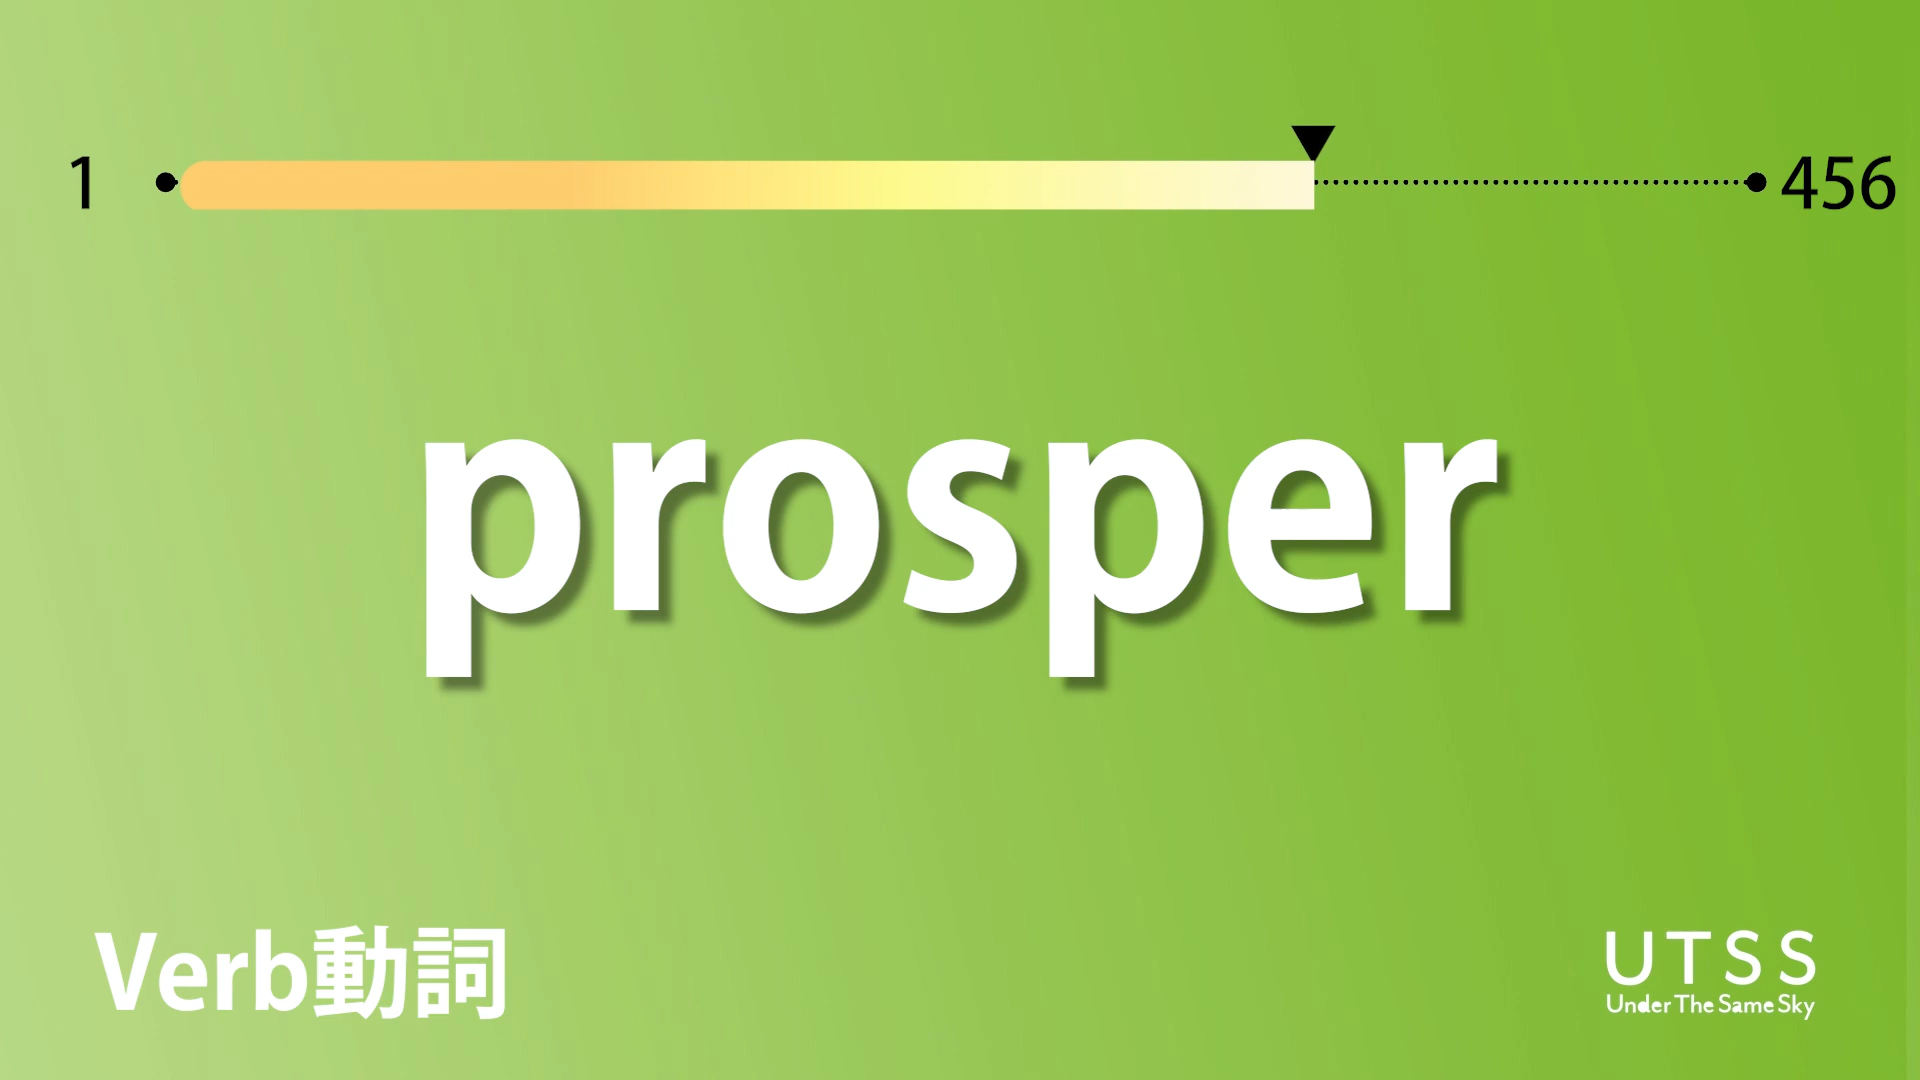 1
456
prosper
Verb動詞
UTSS
Under The Same Sky